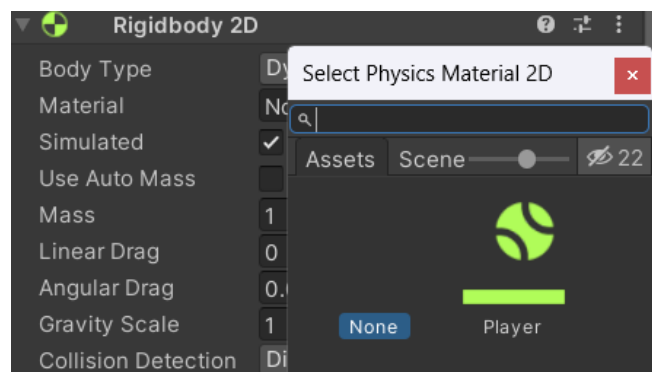 Rigidbody 2D
Body Type
Select Physics Material 2D
Material
Simulated
Assets Scene 22
Use Auto Mass
Mass 1
Linear Drag 0
Angular Drag 0.
Gravity Scale 1
None Player
Collision Detection